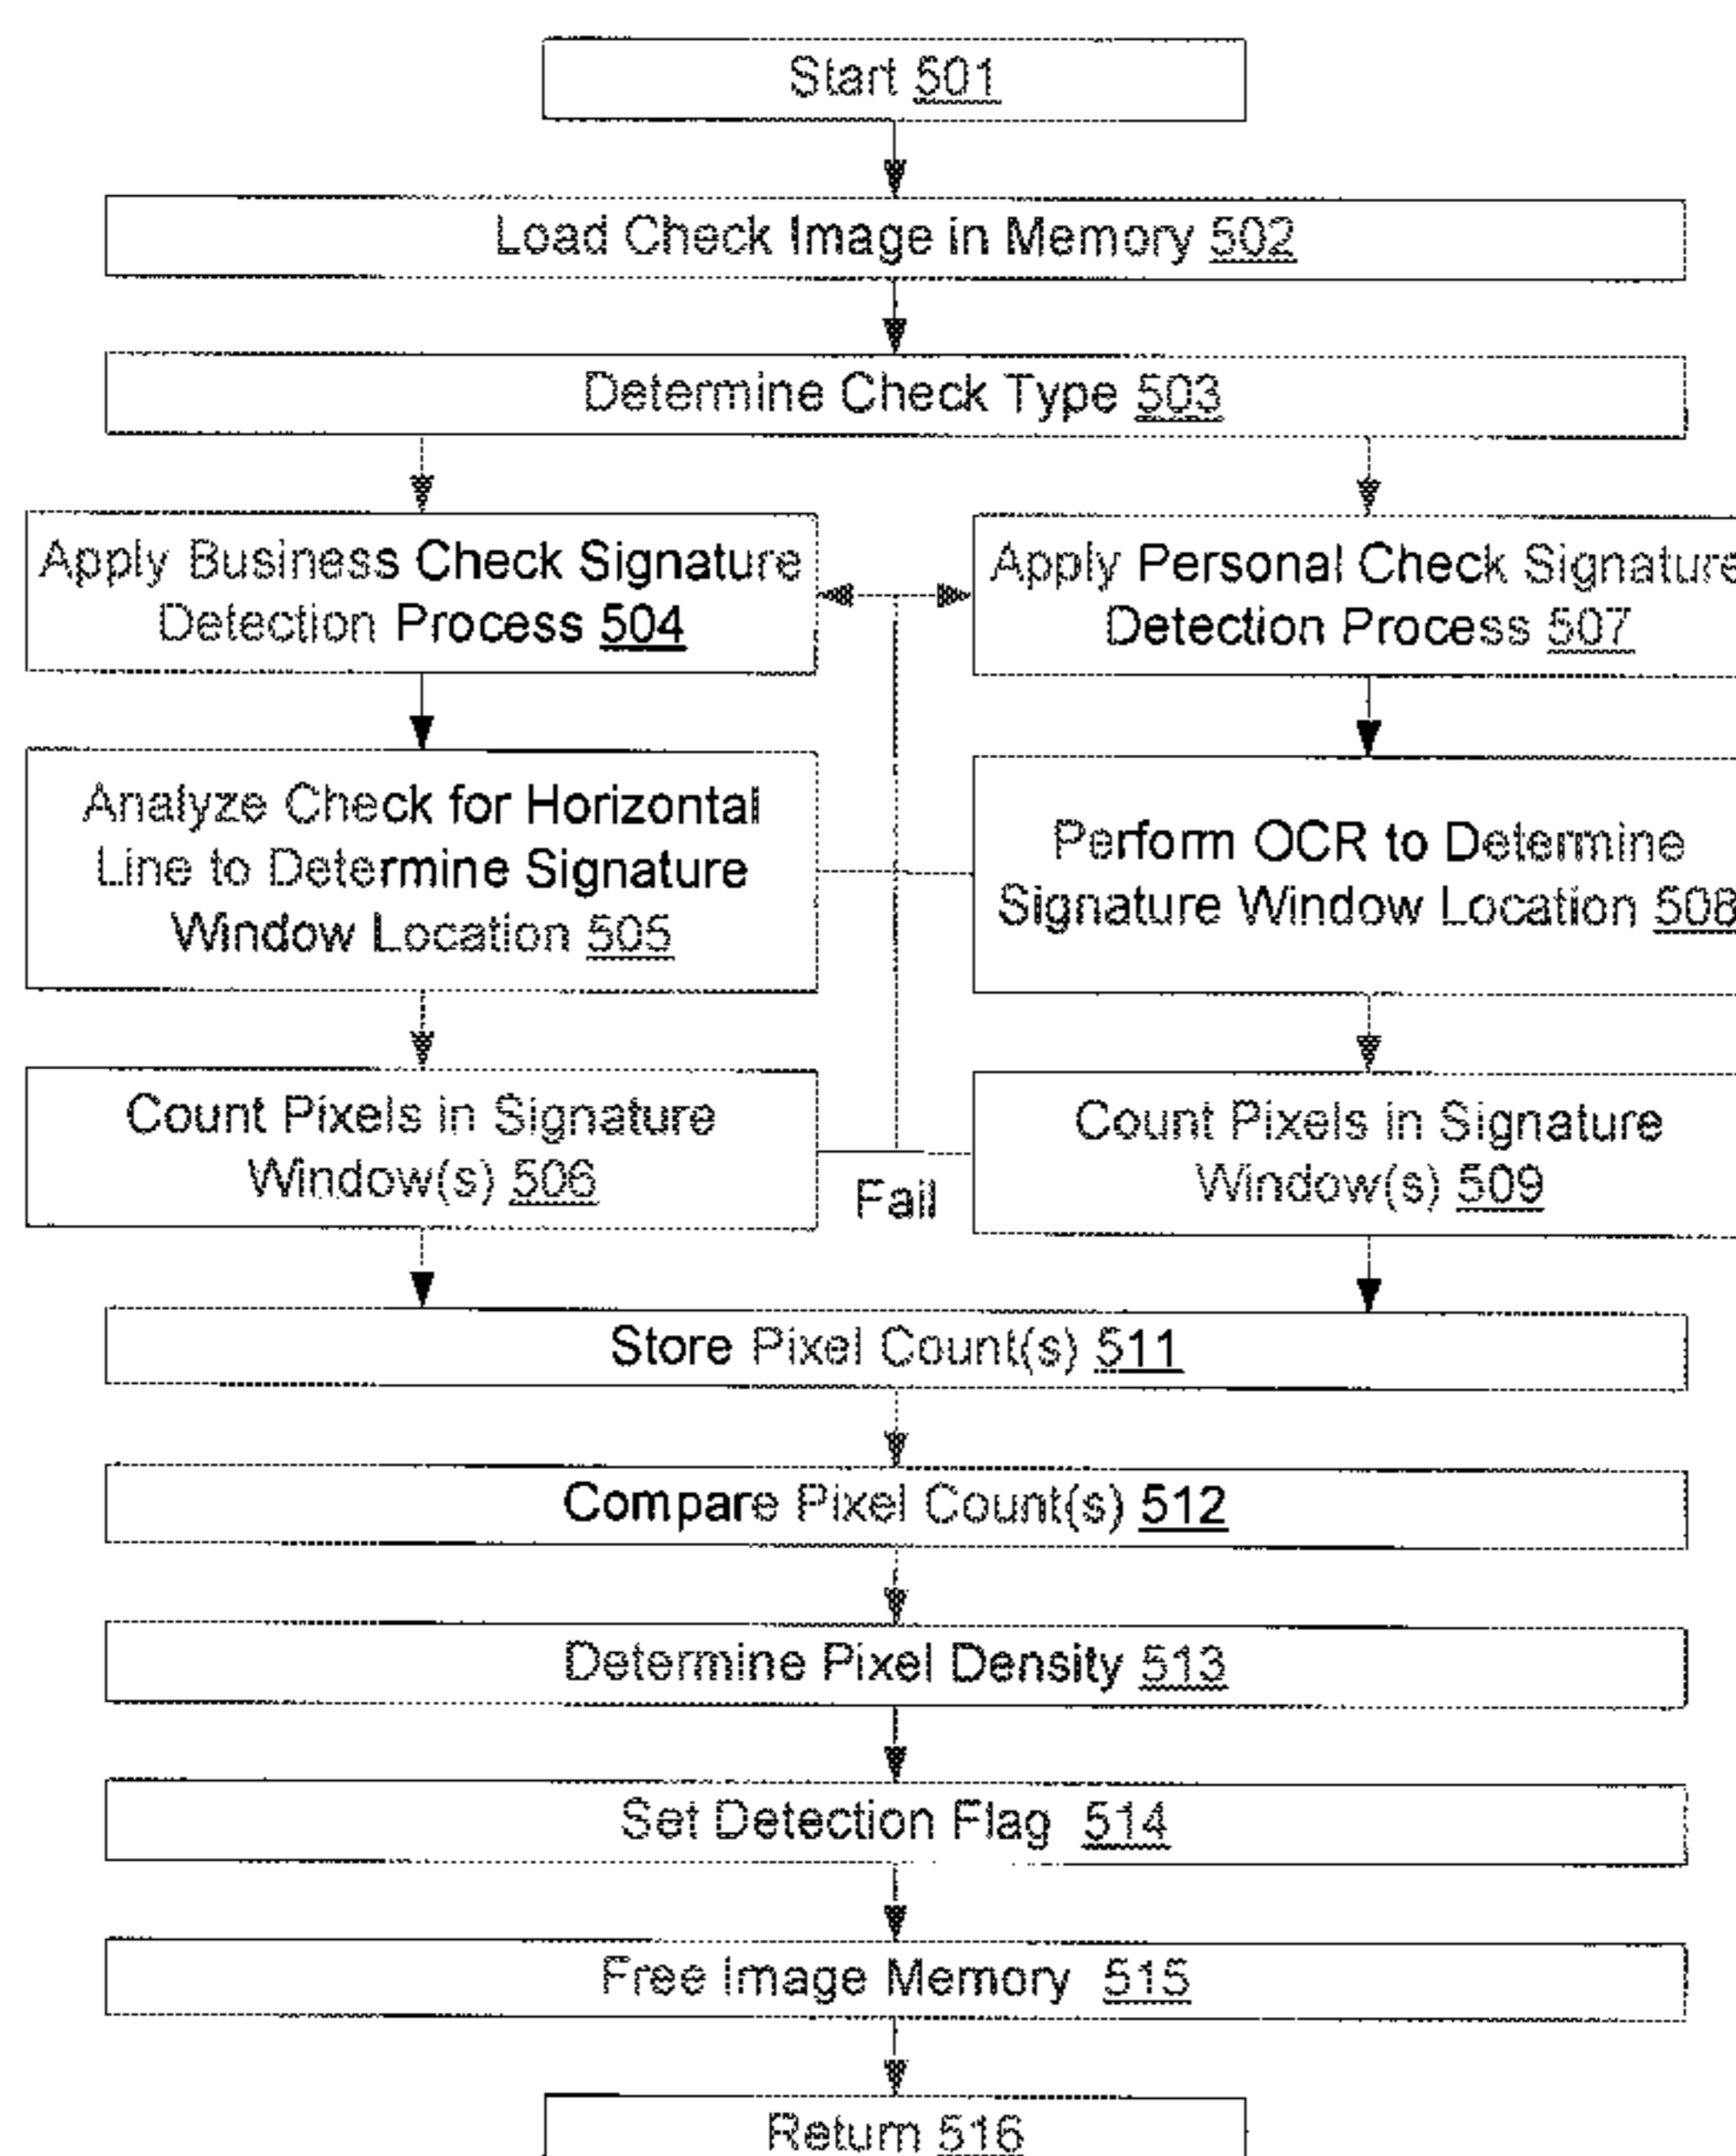 Start 501
Load Check Image in Memory 502
Determine Check Type 503
Apply Business Check Signature
Detection Process 504
Apply Personal Check Signature
Detection Process 507
Analyze Check for Horizontal
Line to Determine Signature
Window Location 505
Perform OCR to Determine
Signature Window Location 508
Count Pixels in Signature
Window(s) 506
Fail
Count Pixels in Signature
Window(s) 509
Store Pixel Count(s) 511
Compare Pixel Count(s) 512
Determine Pixel Density 513
Set Detection Flag 514
Free Image Memory 515
Return 516